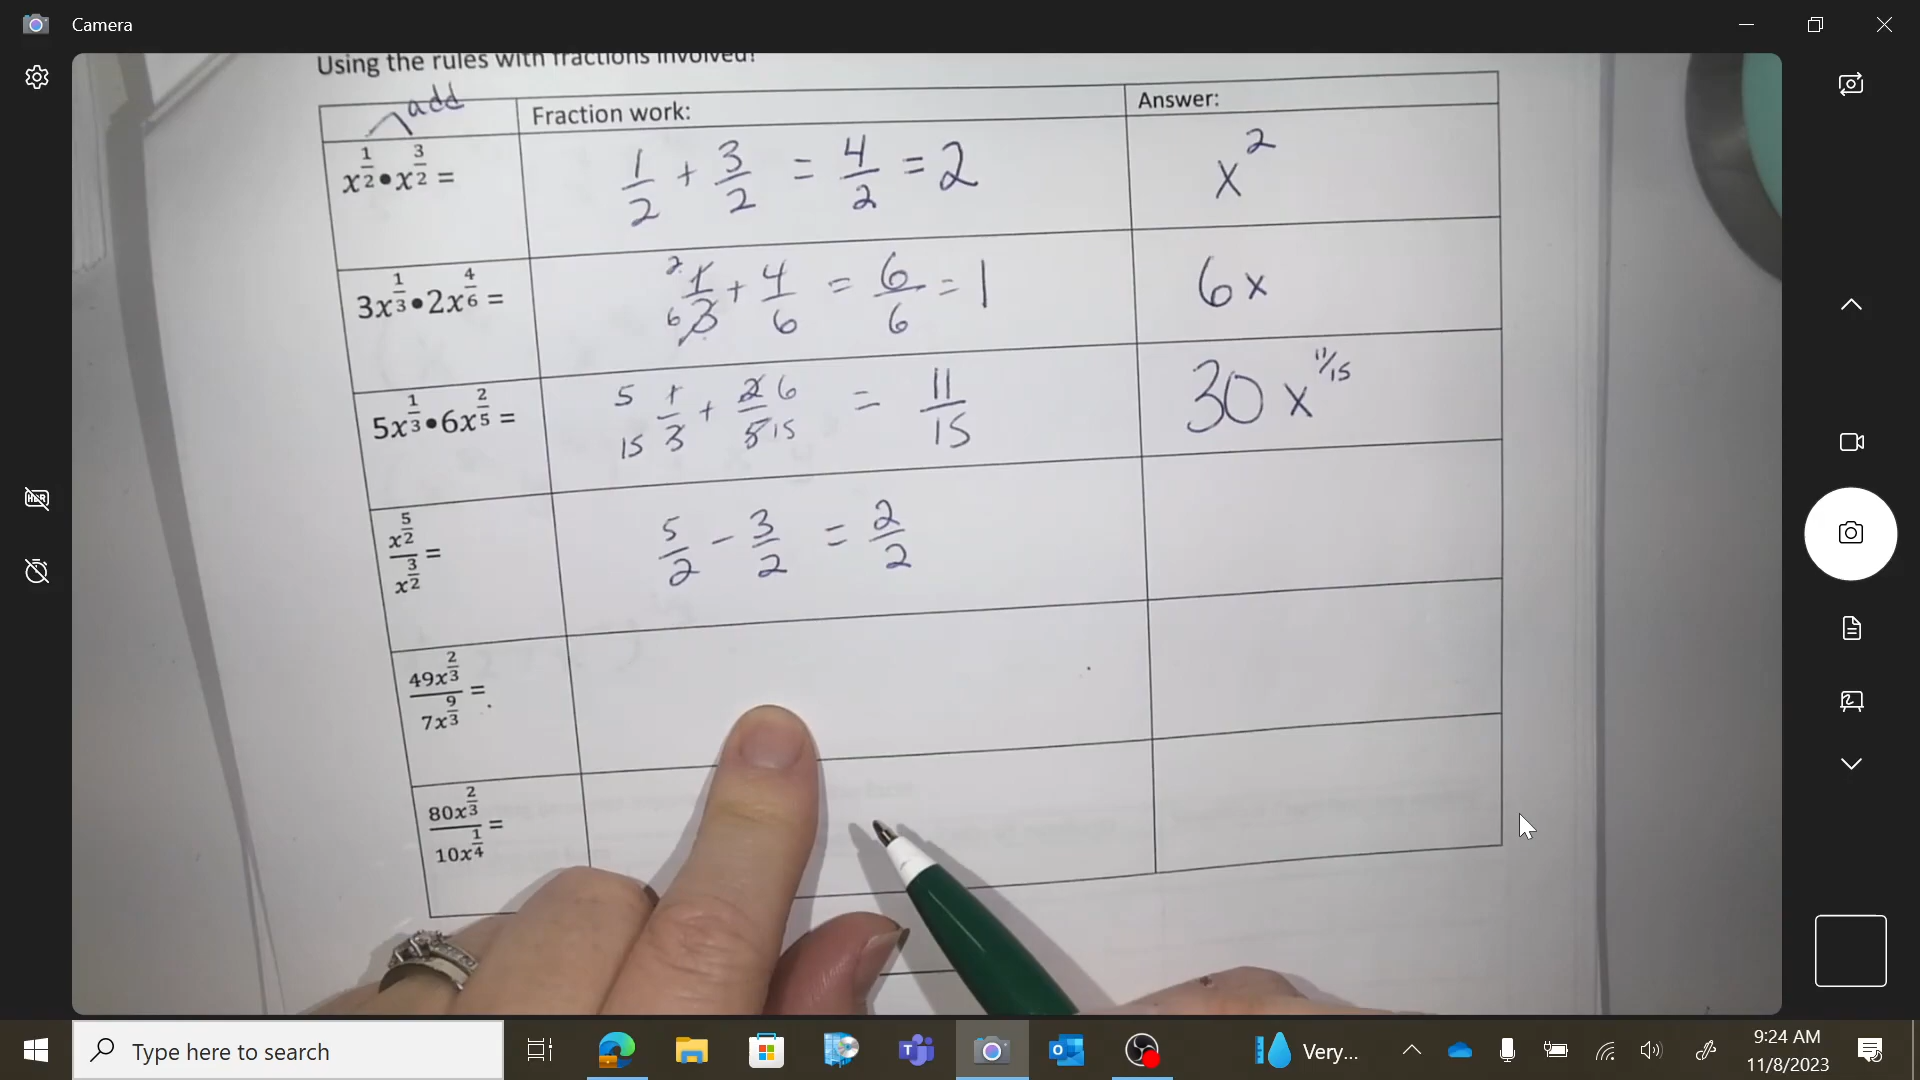 Camera
Using the rules with fractions involved!
add
Fraction work:
Answer:
x^{1/2} • x^{3/2} =
1/2 + 3/2 = 4/2 = 2
x^2
3x^{1/3} • 2x^{4/6} =
2 1/3 6 + 4/6 = 6/6 = 1
6x
5x^{1/3} • 6x^{2/5} =
5 1/3 15 + 2/5 6 15 = 11/15
30x^{11/15}
x^{5/2} / x^{3/2} =
5/2 - 3/2 = 2/2
49x^{2/3} / 7x^{9/3} =
80x^{2/3} / 10x^{1/4} =
HDR
Type here to search
Very...
9:24 AM
11/8/2023